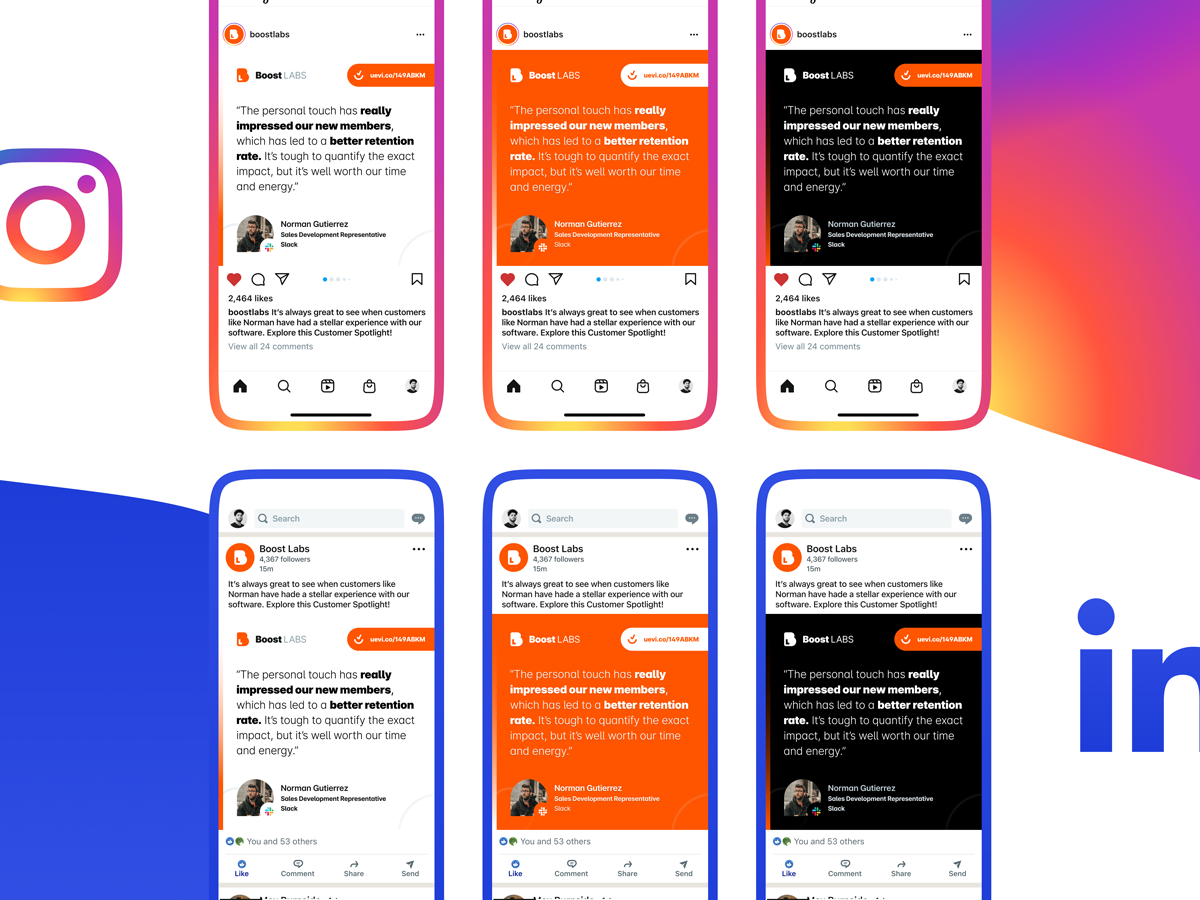 boostlabs
Boost LABS
uevi.co/149ABKM
“The personal touch has really
impressed our new members,
which has led to a better retention
rate. It’s tough to quantify the exact
impact, but it’s well worth our time
and energy.”
Norman Gutierrez
Sales Development Representative
Slack
2,464 likes
boostlabs It’s always great to see when customers
like Norman have had a stellar experience with our
software. Explore this Customer Spotlight!
View all 24 comments
boostlabs
Boost LABS
uevi.co/149ABKM
“The personal touch has really
impressed our new members,
which has led to a better retention
rate. It’s tough to quantify the exact
impact, but it’s well worth our time
and energy.”
Norman Gutierrez
Sales Development Representative
Slack
2,464 likes
boostlabs It’s always great to see when customers
like Norman have had a stellar experience with our
software. Explore this Customer Spotlight!
View all 24 comments
boostlabs
Boost LABS
uevi.co/149ABKM
“The personal touch has really
impressed our new members,
which has led to a better retention
rate. It’s tough to quantify the exact
impact, but it’s well worth our time
and energy.”
Norman Gutierrez
Sales Development Representative
Slack
2,464 likes
boostlabs It’s always great to see when customers
like Norman have had a stellar experience with our
software. Explore this Customer Spotlight!
View all 24 comments
Search
Boost Labs
4,367 followers
15m
It’s always great to see when customers like
Norman have hade a stellar experience with our
software. Explore this Customer Spotlight!
Boost LABS
uevi.co/149ABKM
“The personal touch has really
impressed our new members,
which has led to a better retention
rate. It’s tough to quantify the exact
impact, but it’s well worth our time
and energy.”
Norman Gutierrez
Sales Development Representative
Slack
You and 53 others
Like Comment Share Send
Search
Boost Labs
4,367 followers
15m
It’s always great to see when customers like
Norman have hade a stellar experience with our
software. Explore this Customer Spotlight!
Boost LABS
uevi.co/149ABKM
“The personal touch has really
impressed our new members,
which has led to a better retention
rate. It’s tough to quantify the exact
impact, but it’s well worth our time
and energy.”
Norman Gutierrez
Sales Development Representative
Slack
You and 53 others
Like Comment Share Send
Search
Boost Labs
4,367 followers
15m
It’s always great to see when customers like
Norman have hade a stellar experience with our
software. Explore this Customer Spotlight!
Boost LABS
uevi.co/149ABKM
“The personal touch has really
impressed our new members,
which has led to a better retention
rate. It’s tough to quantify the exact
impact, but it’s well worth our time
and energy.”
Norman Gutierrez
Sales Development Representative
Slack
You and 53 others
Like Comment Share Send
in